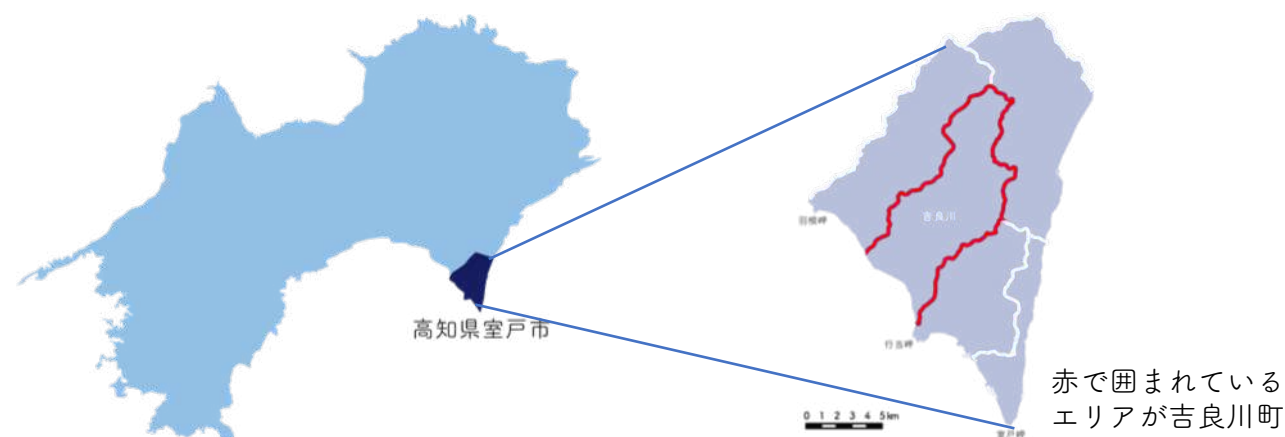 高知県室戸市
羽根岬
吉良川
行当岬
0 1 2 3 4 5km
室戸岬
赤で囲まれている
エリアが吉良川町